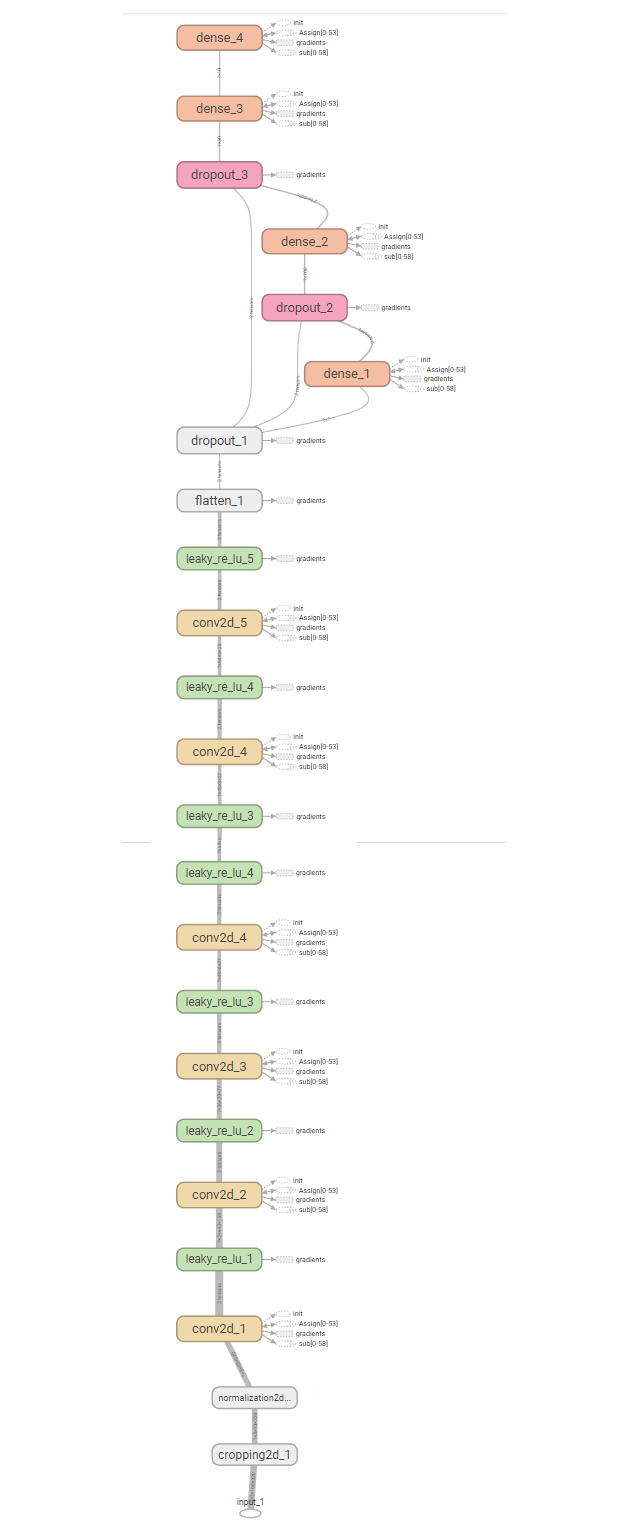 dense_4
init
Assign[0-53]
gradients
sub[0-58]
dense_3
init
Assign[0-53]
gradients
sub[0-58]
dropout_3
gradients
dense_2
init
Assign[0-53]
gradients
sub[0-58]
dropout_2
gradients
dense_1
init
Assign[0-53]
gradients
sub[0-58]
dropout_1
gradients
flatten_1
gradients
leaky_re_lu_5
gradients
conv2d_5
init
Assign[0-53]
gradients
sub[0-58]
leaky_re_lu_4
gradients
conv2d_4
init
Assign[0-53]
gradients
sub[0-58]
leaky_re_lu_3
gradients
leaky_re_lu_4
gradients
conv2d_4
init
Assign[0-53]
gradients
sub[0-58]
leaky_re_lu_3
gradients
conv2d_3
init
Assign[0-53]
gradients
sub[0-58]
leaky_re_lu_2
gradients
conv2d_2
init
Assign[0-53]
gradients
sub[0-58]
leaky_re_lu_1
gradients
conv2d_1
init
Assign[0-53]
gradients
sub[0-58]
normalization2d...
cropping2d_1
input_1